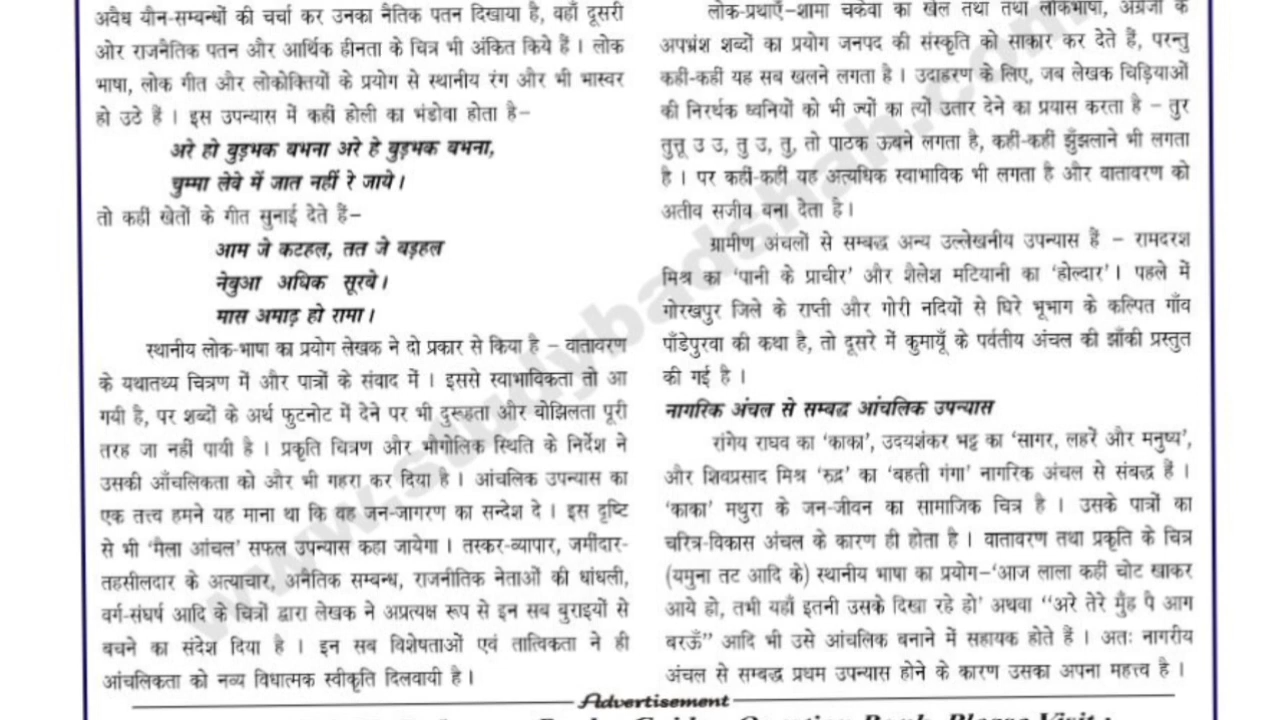 अवैध यौन-सम्बन्धों की चर्चा कर उनका नैतिक पतन दिखाया है, वहाँ दूसरी
ओर राजनैतिक पतन और आर्थिक हीनता के चित्र भी अंकित किये हैं । लोक
भाषा, लोक गीत और लोकोक्तियों के प्रयोग से स्थानीय रंग और भी भास्वर
हो उठे हैं । इस उपन्यास में कहीं होली का भंडोवा होता है–
अरे हो बुड़भक बभना अरे हे बुड़भक बभना,
चुम्मा लेवे में जात नहीं रे जाये।
तो कहीं खेतों के गीत सुनाई देते हैं–
आम जे कटहल, तत जे बड़हल
नेबुआ अधिक सूरबे।
मास अमाढ़ हो रामा।
स्थानीय लोक-भाषा का प्रयोग लेखक ने दो प्रकार से किया है – वातावरण
के यथातथ्य चित्रण में और पात्रों के संवाद में । इससे स्वाभाविकता तो आ
गयी है, पर शब्दों के अर्थ फुटनोट में देने पर भी दुरूहता और बोझिलता पूरी
तरह जा नहीं पायी है । प्रकृति चित्रण और भौगोलिक स्थिति के निर्देश ने
उसकी आँचलिकता को और भी गहरा कर दिया है । आंचलिक उपन्यास का
एक तत्त्व हमने यह माना था कि वह जन-जागरण का सन्देश दे । इस दृष्टि
से भी 'मैला आंचल' सफल उपन्यास कहा जायेगा । तस्कर-व्यापार, जमींदार-
तहसीलदार के अत्याचार, अनैतिक सम्बन्ध, राजनीतिक नेताओं की धांधली,
वर्ग-संघर्ष आदि के चित्रों द्वारा लेखक ने अप्रत्यक्ष रूप से इन सब बुराइयों से
बचने का संदेश दिया है । इन सब विशेषताओं एवं तात्विकता ने ही
आंचलिकता को नव्य विधात्मक स्वीकृति दिलवायी है।
लोक-प्रथाएँ–शामा चकेवा का खेल तथा तथा लोकभाषा, अंग्रेजी के
अपभ्रंश शब्दों का प्रयोग जनपद की संस्कृति को साकार कर देते हैं, परन्तु
कहीं-कहीं यह सब खलने लगता है । उदाहरण के लिए, जब लेखक चिड़ियाओं
की निरर्थक ध्वनियों को भी ज्यों का त्यों उतार देने का प्रयास करता है – तुर
तुत्तू उ उ, तु उ, तु, तो पाठक ऊबने लगता है, कहीं-कहीं झुँझलाने भी लगता
है । पर कहीं-कहीं यह अत्यधिक स्वाभाविक भी लगता है और वातावरण को
अतीव सजीव बना देता है।
ग्रामीण अंचलों से सम्बद्ध अन्य उल्लेखनीय उपन्यास हैं – रामदरश
मिश्र का 'पानी के प्राचीर' और शैलेश मटियानी का 'होल्दार'। पहले में
गोरखपुर जिले के राप्ती और गोरी नदियों से घिरे भूभाग के कल्पित गाँव
पाँडेपुरवा की कथा है, तो दूसरे में कुमायूँ के पर्वतीय अंचल की झाँकी प्रस्तुत
की गई है ।
नागरिक अंचल से सम्बद्ध आंचलिक उपन्यास
रांगेय राघव का 'काका', उदयशंकर भट्ट का 'सागर, लहरें और मनुष्य',
और शिवप्रसाद मिश्र 'रुद्र' का 'बहती गंगा' नागरिक अंचल से संबद्ध हैं ।
'काका' मथुरा के जन-जीवन का सामाजिक चित्र है । उसके पात्रों का
चरित्र-विकास अंचल के कारण ही होता है । वातावरण तथा प्रकृति के चित्र
(यमुना तट आदि के) स्थानीय भाषा का प्रयोग–'आज लाला कहीं चोट खाकर
आये हो, तभी यहाँ इतनी उसके दिखा रहे हो' अथवा "अरे तेरे मुँह पै आग
बरऊँ" आदि भी उसे आंचलिक बनाने में सहायक होते हैं । अतः नागरीय
अंचल से सम्बद्ध प्रथम उपन्यास होने के कारण उसका अपना महत्त्व है ।
www.studybadshah.com
Advertisement